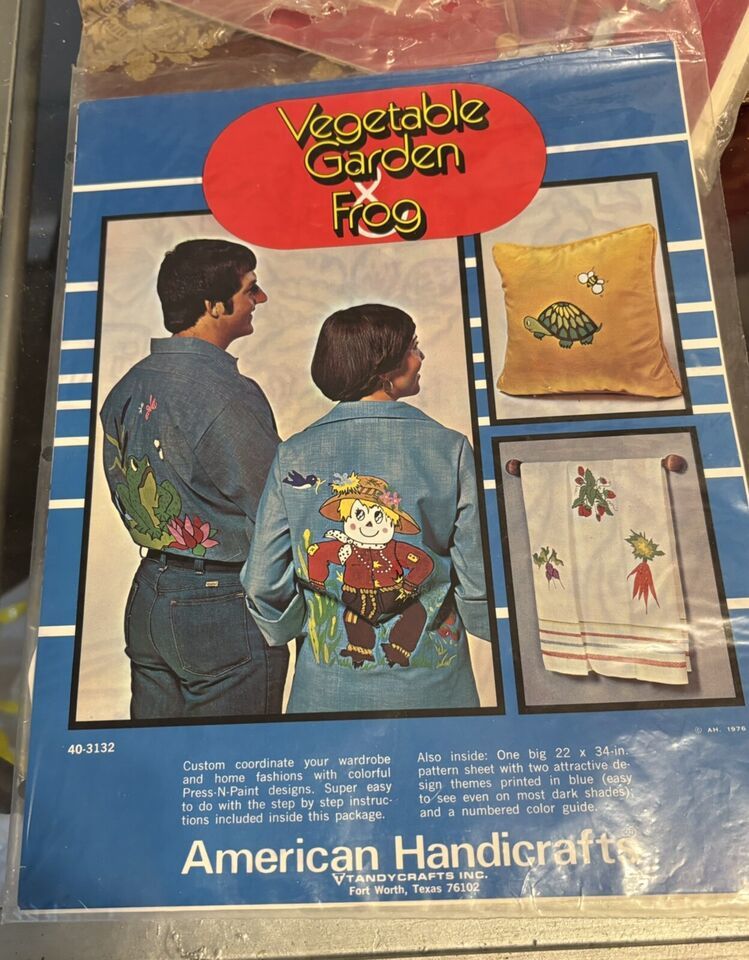 Vegetable
Garden
&
Frog
40-3132
© AH. 1976
Custom coordinate your wardrobe
and home fashions with colorful
Press-N-Paint designs. Super easy
to do with the step by step instruc-
tions included inside this package.
Also inside: One big 22 x 34-in.
pattern sheet with two attractive de-
sign themes printed in blue (easy
to see even on most dark shades),
and a numbered color guide.
American Handicrafts®
TANDYCRAFTS INC.
Fort Worth, Texas 76102